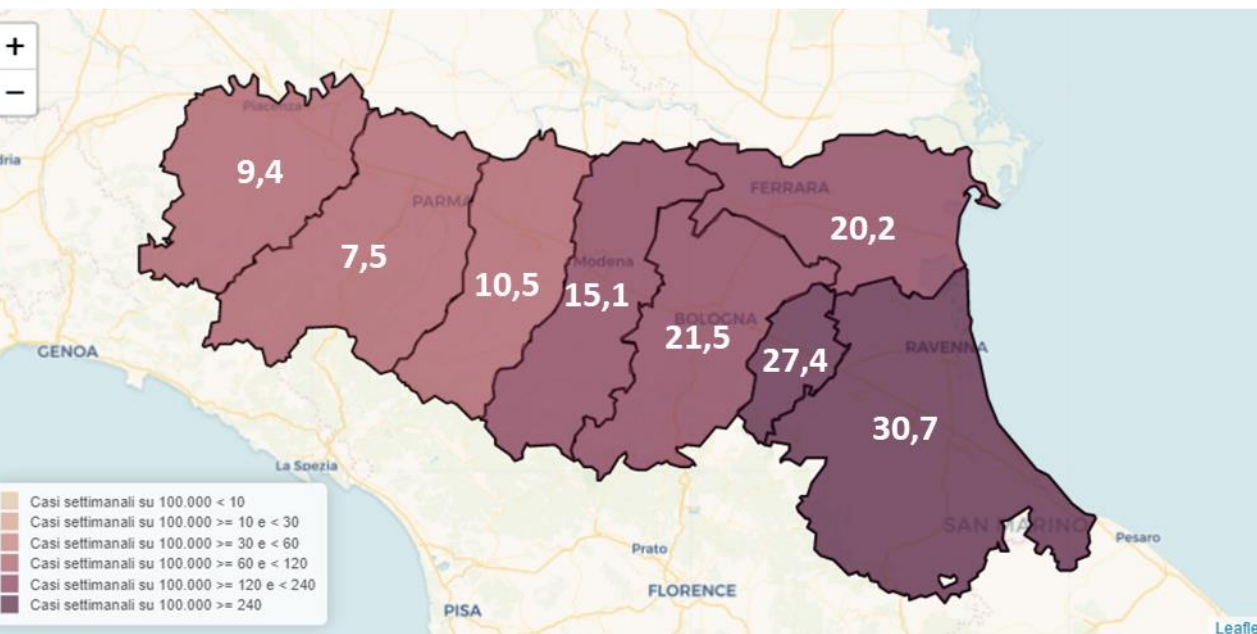 +
−
Piacenza
dria
9,4
PARMA
FERRARA
7,5
20,2
Modena
10,5
15,1
BOLOGNA
21,5
27,4
RAVENNA
GENOA
30,7
La Spezia
SAN MARINO
Pesaro
Prato
FLORENCE
PISA
Casi settimanali su 100.000 < 10
Casi settimanali su 100.000 >= 10 e < 30
Casi settimanali su 100.000 >= 30 e < 60
Casi settimanali su 100.000 >= 60 e < 120
Casi settimanali su 100.000 >= 120 e < 240
Casi settimanali su 100.000 >= 240
Leafle